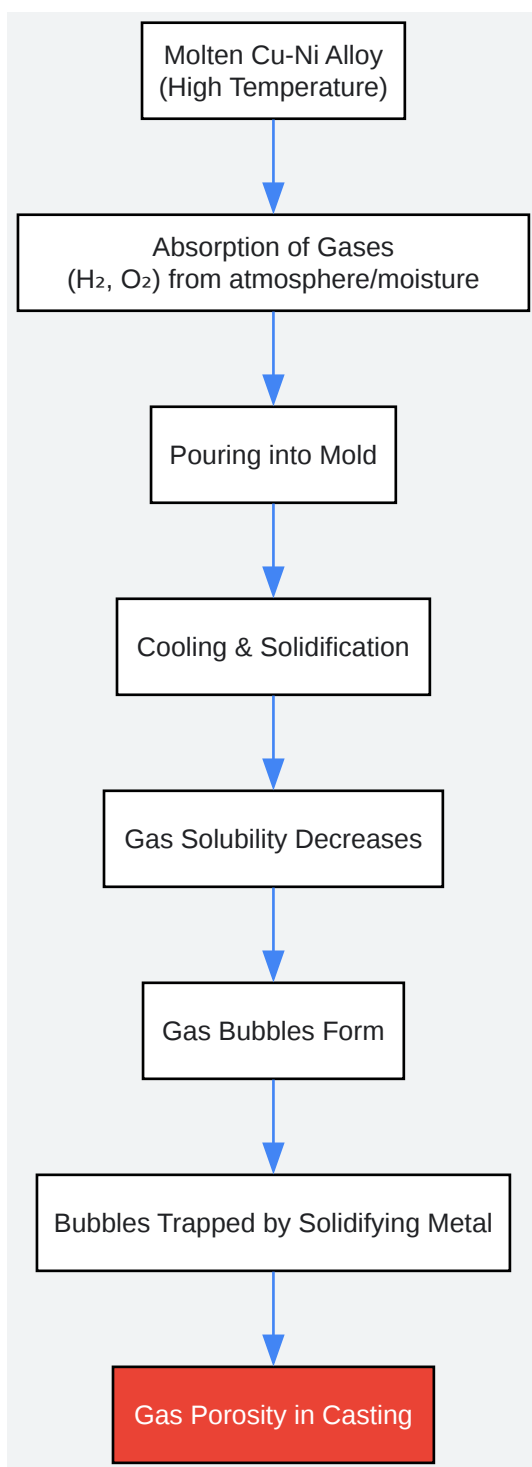 Molten Cu-Ni Alloy
(High Temperature)
Absorption of Gases
(H₂, O₂) from atmosphere/moisture
Pouring into Mold
Cooling & Solidification
Gas Solubility Decreases
Gas Bubbles Form
Bubbles Trapped by Solidifying Metal
Gas Porosity in Casting